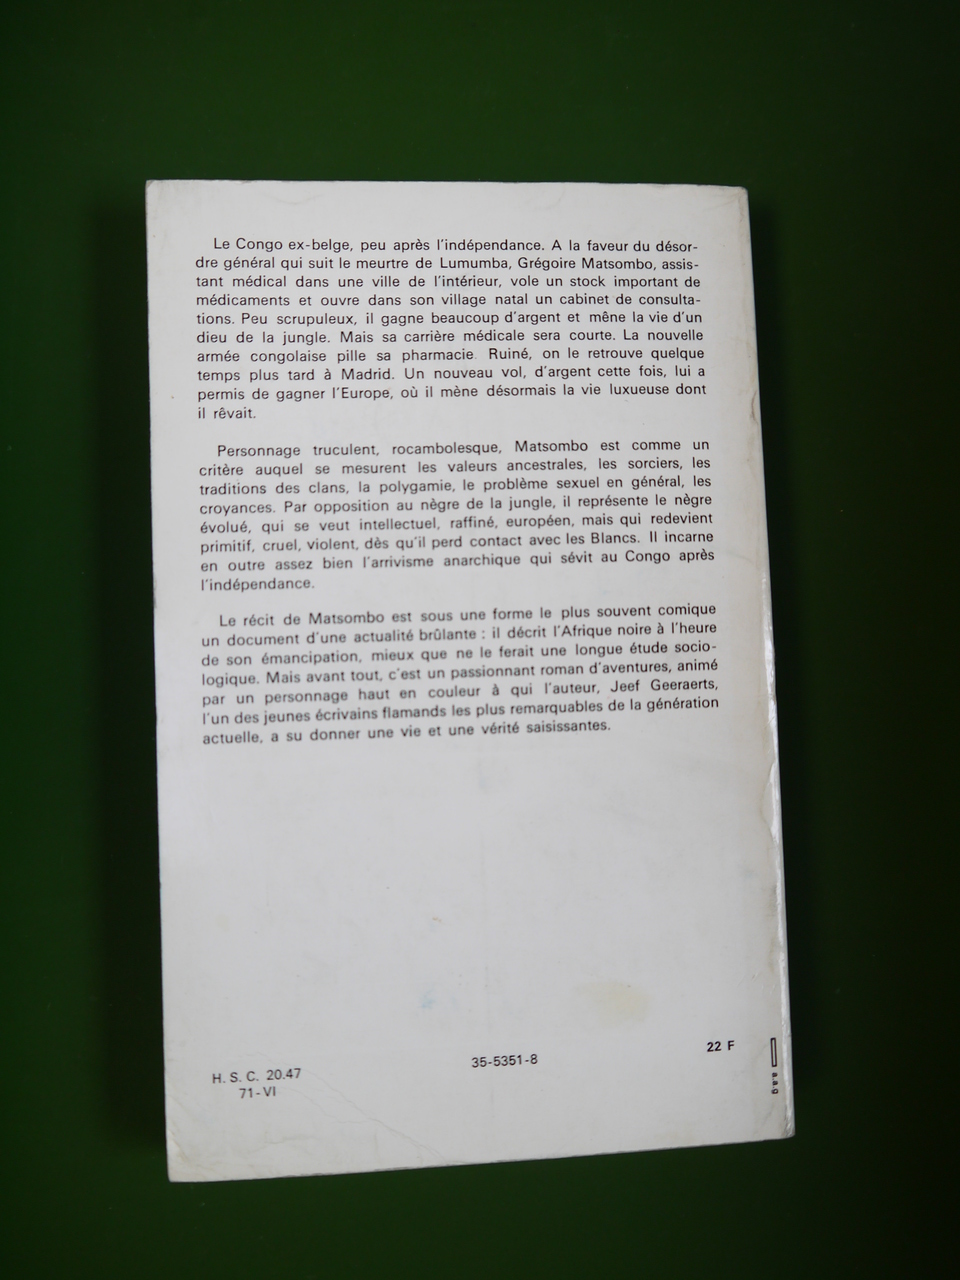 Le Congo ex-belge, peu après l'indépendance. A la faveur du désor-
dre général qui suit le meurtre de Lumumba, Grégoire Matsombo, assis-
tant médical dans une ville de l'intérieur, vole un stock important de
médicaments et ouvre dans son village natal un cabinet de consulta-
tions. Peu scrupuleux, il gagne beaucoup d'argent et mêne la vie d'un
dieu de la jungle. Mais sa carrière médicale sera courte. La nouvelle
armée congolaise pille sa pharmacie. Ruiné, on le retrouve quelque
temps plus tard à Madrid. Un nouveau vol, d'argent cette fois, lui a
permis de gagner l'Europe, où il mène désormais la vie luxueuse dont
il rêvait.
Personnage truculent, rocambolesque, Matsombo est comme un
critère auquel se mesurent les valeurs ancestrales, les sorciers, les
traditions des clans, la polygamie, le problème sexuel en général, les
croyances. Par opposition au nègre de la jungle, il représente le nègre
évolué, qui se veut intellectuel, raffiné, européen, mais qui redevient
primitif, cruel, violent, dès qu'il perd contact avec les Blancs. Il incarne
en outre assez bien l'arrivisme anarchique qui sévit au Congo après
l'indépendance.
Le récit de Matsombo est sous une forme le plus souvent comique
un document d'une actualité brûlante : il décrit l'Afrique noire à l'heure
de son émancipation, mieux que ne le ferait une longue étude socio-
logique. Mais avant tout, c'est un passionnant roman d'aventures, animé
par un personnage haut en couleur à qui l'auteur, Jeef Geeraerts,
l'un des jeunes écrivains flamands les plus remarquables de la génération
actuelle, a su donner une vie et une vérité saisissantes.
H. S. C. 20.47
71-VI
35-5351-8
22 F